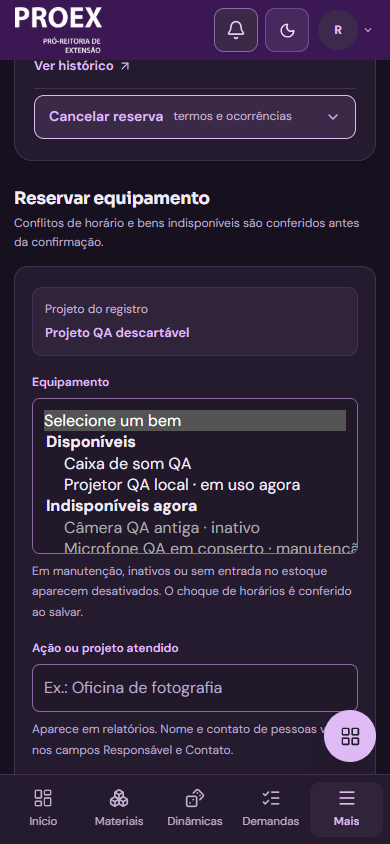 PROEX
PRÓ-REITORIA DE
EXTENSÃO
R
Ver histórico
Cancelar reserva termos e ocorrências
Reservar equipamento
Conflitos de horário e bens indisponíveis são conferidos antes
da confirmação.
Projeto do registro
Projeto QA descartável
Equipamento
Selecione um bem
Disponíveis
Caixa de som QA
Projetor QA local · em uso agora
Indisponíveis agora
Câmera QA antiga · inativo
Microfone QA em conserto · manutençã
Em manutenção, inativos ou sem entrada no estoque
aparecem desativados. O choque de horários é conferido
ao salvar.
Ação ou projeto atendido
Ex.: Oficina de fotografia
Aparece em relatórios. Nome e contato de pessoas
nos campos Responsável e Contato.
Início
Materiais
Dinâmicas
Demandas
Mais